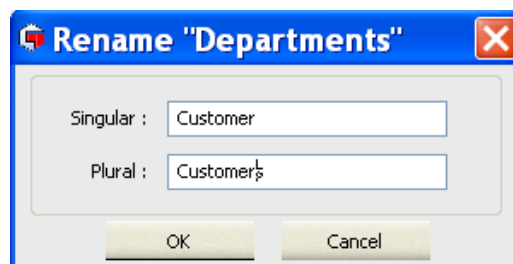 Rename "Departments"
Singular : Customer
Plural : Customers
OK Cancel